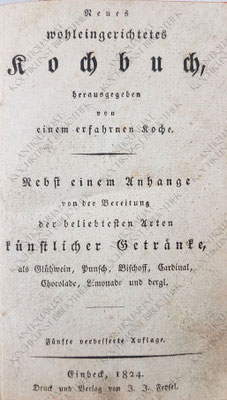 Neues
wohleingerichtetes
Kochbuch,
herausgegeben
von
einem erfahrnen Koche.
Nebst einem Anhange
von der Bereitung
der beliebtesten Arten
künstlicher Getränke,
als Glühwein, Punsch, Bischoff, Cardinal,
Chocolade, Limonade und dergl.
Fünfte verbesserte Auflage.
Einbeck, 1824.
Druck und Verlag von J. J. Feysel.